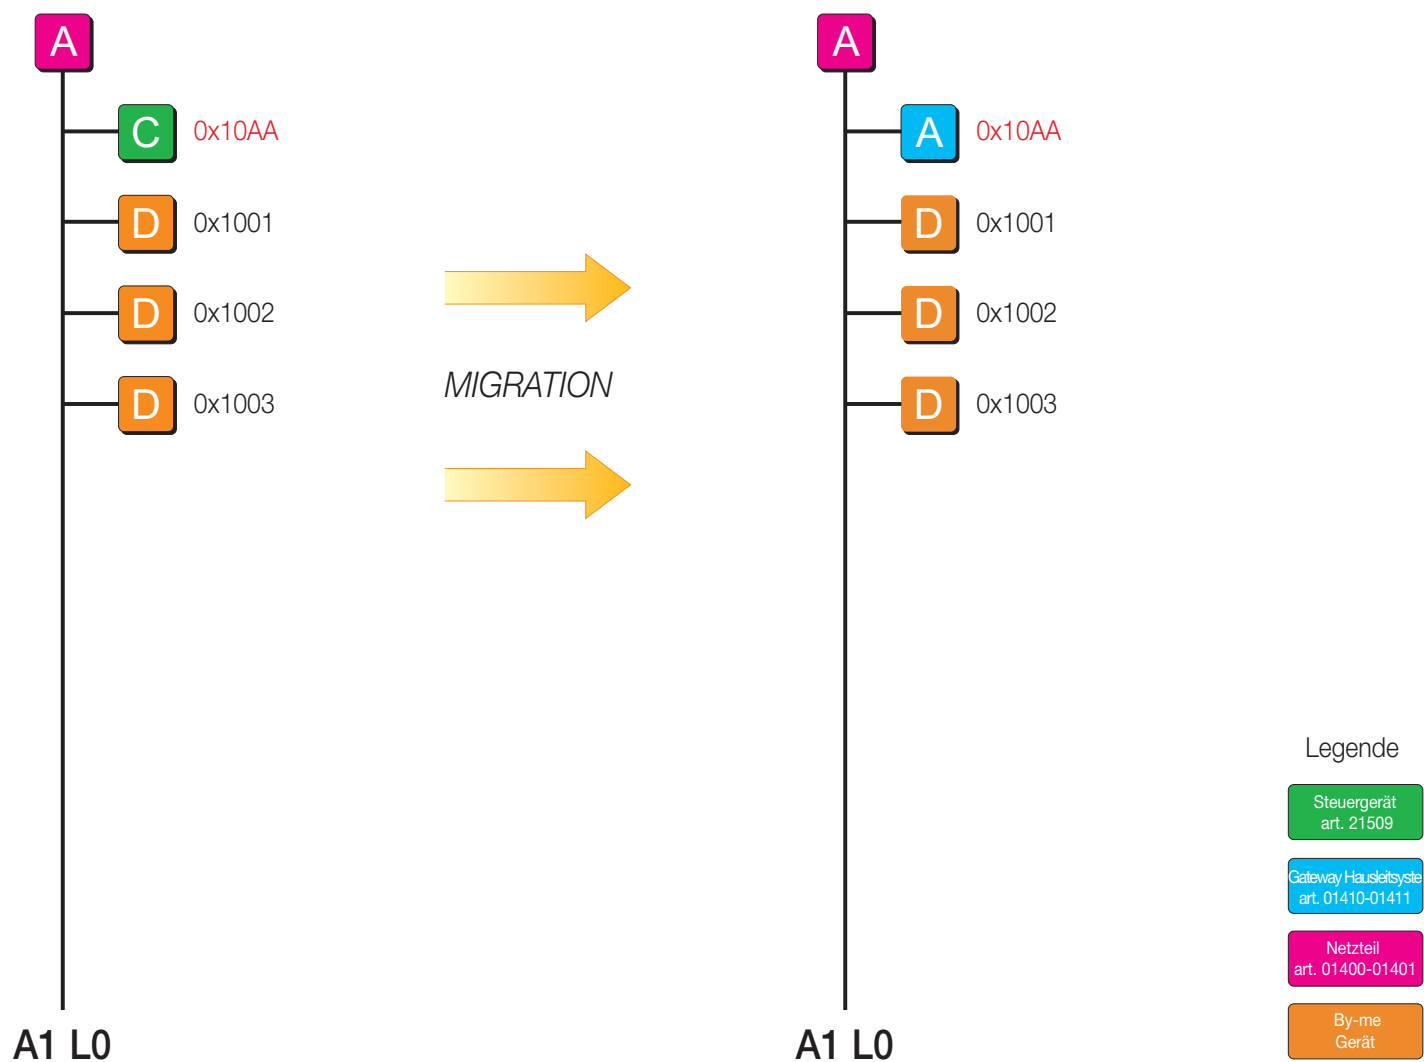 A
C 0x10AA
D 0x1001
D 0x1002
D 0x1003
A1 L0
MIGRATION
A
A 0x10AA
D 0x1001
D 0x1002
D 0x1003
A1 L0
Legende
Steuergerät
art. 21509
Gateway Hausleitsyste
art. 01410-01411
Netzteil
art. 01400-01401
By-me
Gerät